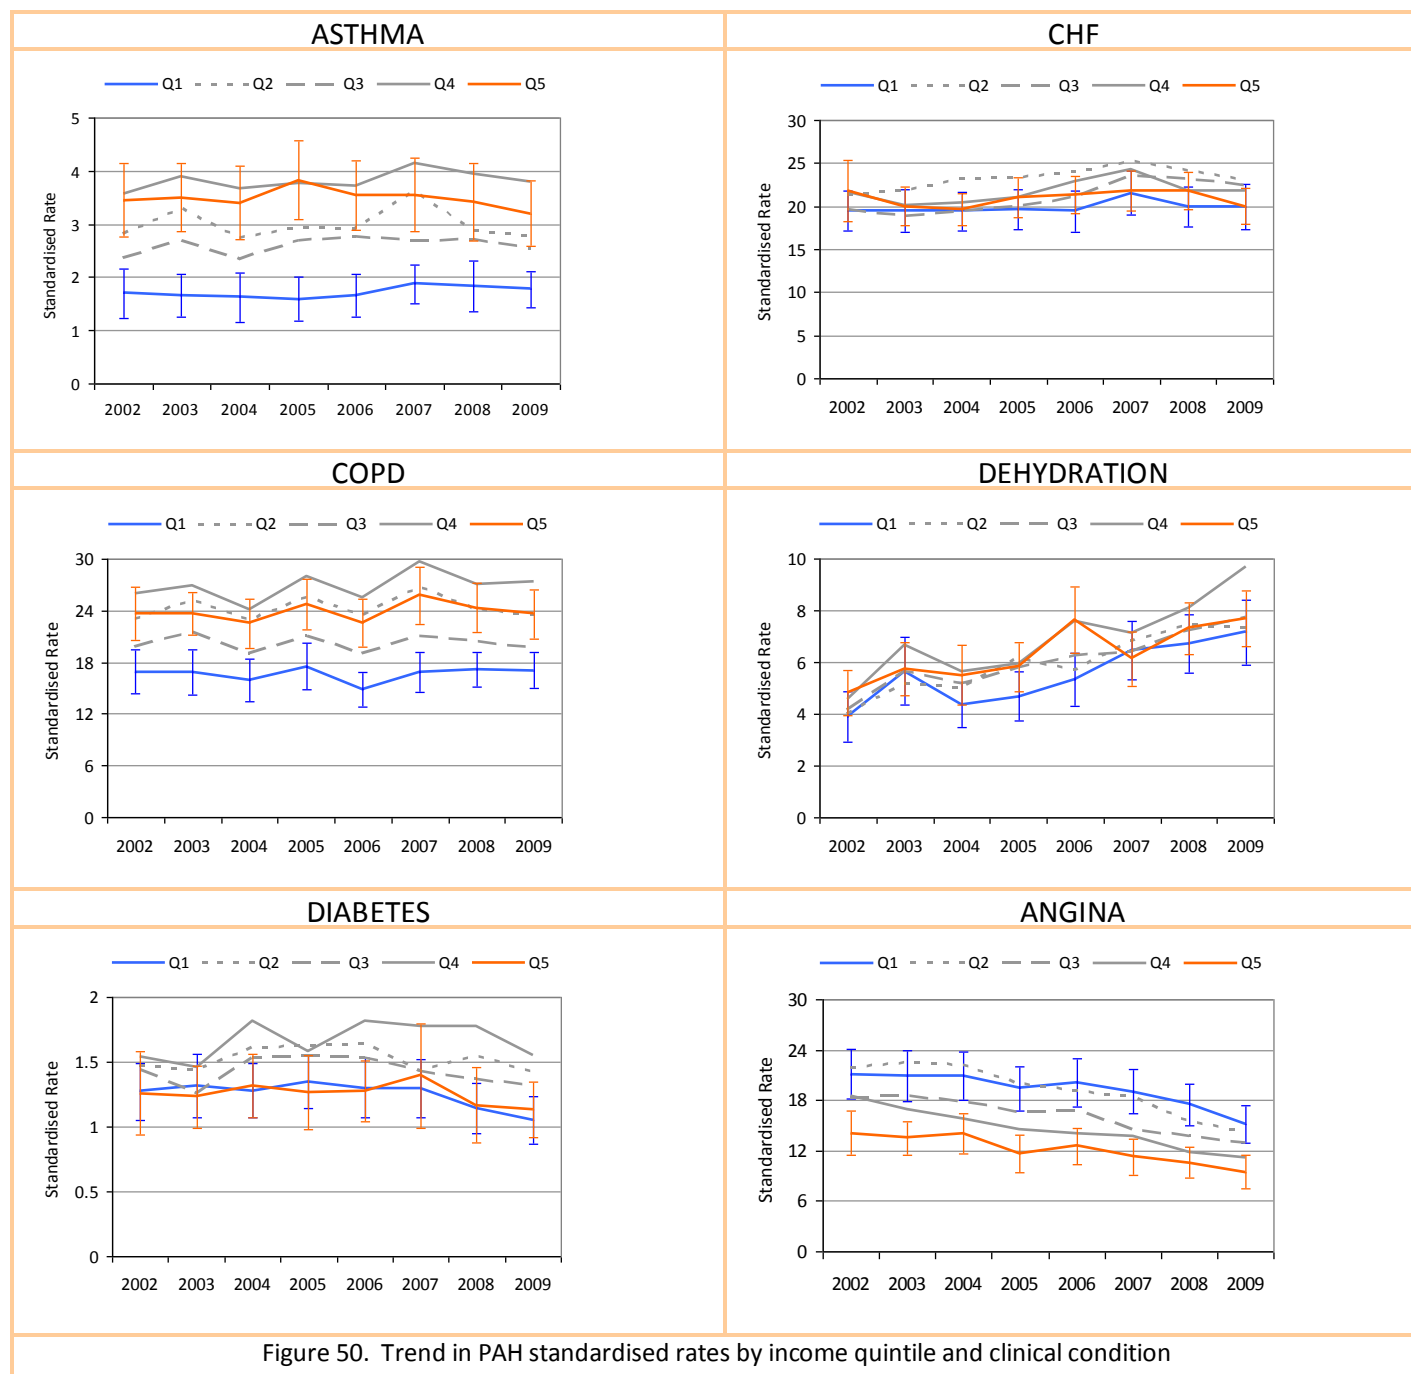 ASTHMA
Q1 Q2 Q3 Q4 Q5
Standardised Rate
5
4
3
2
1
0
2002 2003 2004 2005 2006 2007 2008 2009
CHF
Q1 Q2 Q3 Q4 Q5
Standardised Rate
30
25
20
15
10
5
0
2002 2003 2004 2005 2006 2007 2008 2009
COPD
Q1 Q2 Q3 Q4 Q5
Standardised Rate
30
24
18
12
6
0
2002 2003 2004 2005 2006 2007 2008 2009
DEHYDRATION
Q1 Q2 Q3 Q4 Q5
Standardised Rate
10
8
6
4
2
0
2002 2003 2004 2005 2006 2007 2008 2009
DIABETES
Q1 Q2 Q3 Q4 Q5
Standardised Rate
2
1.5
1
0.5
0
2002 2003 2004 2005 2006 2007 2008 2009
ANGINA
Q1 Q2 Q3 Q4 Q5
Standardised Rate
30
24
18
12
6
0
2002 2003 2004 2005 2006 2007 2008 2009
Figure 50. Trend in PAH standardised rates by income quintile and clinical condition